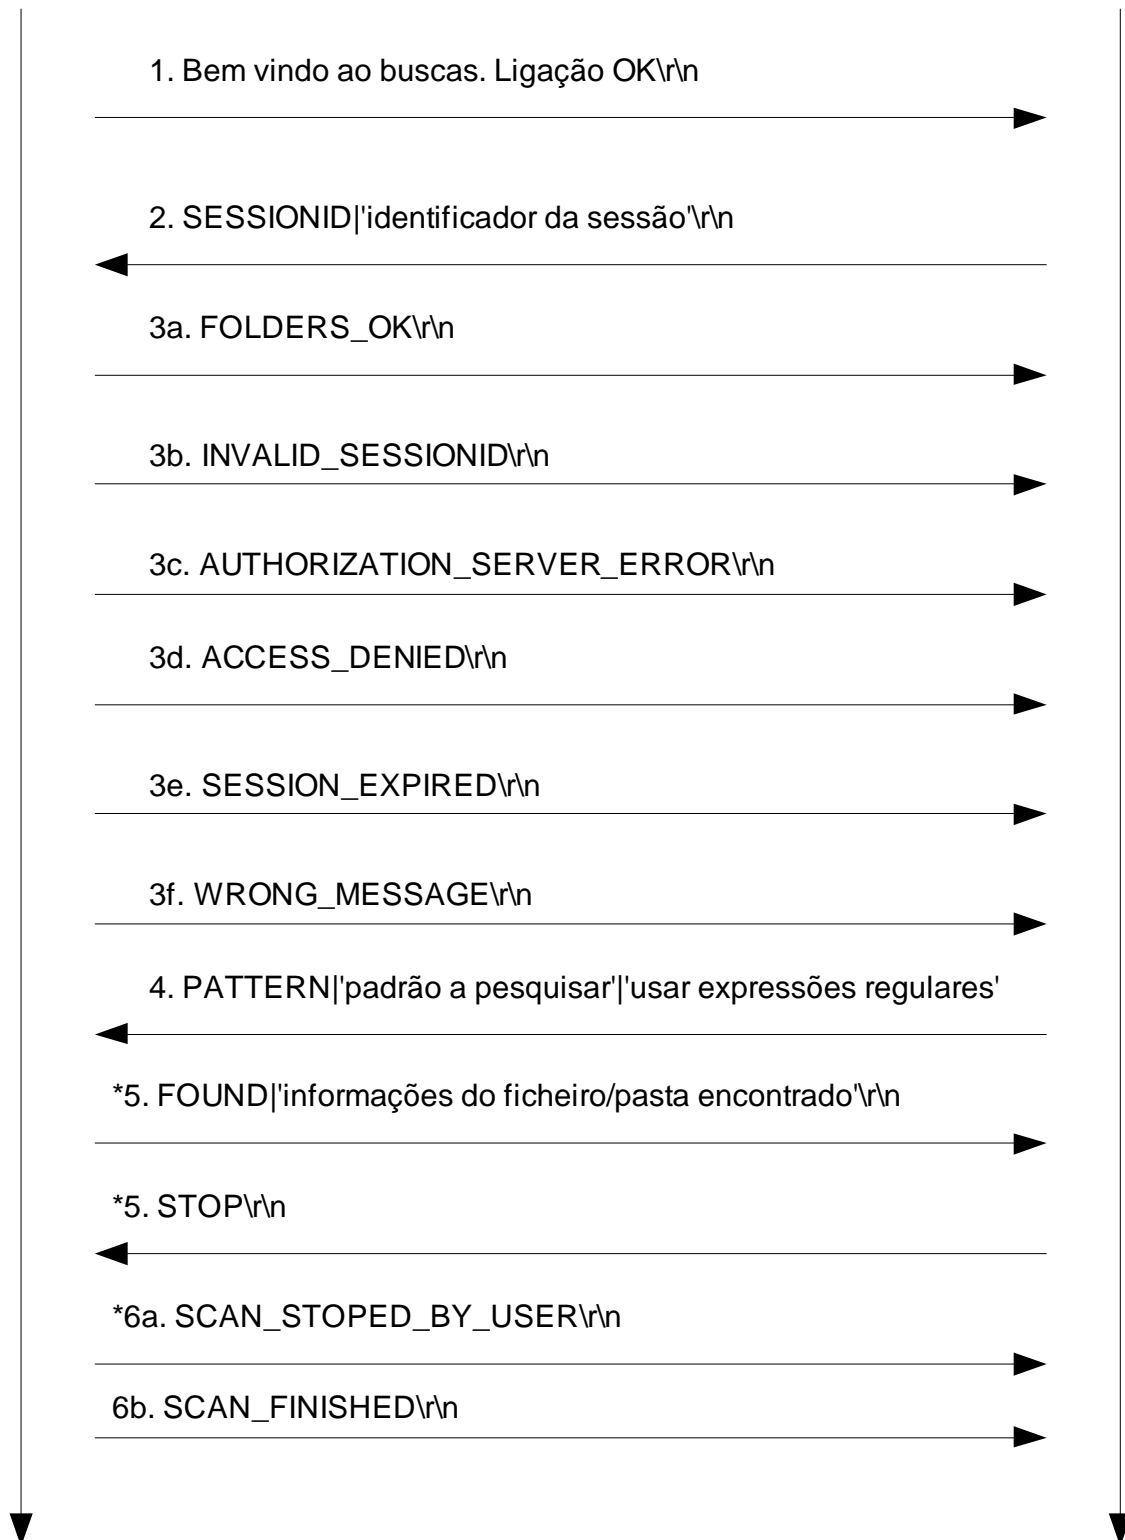 1. Bem vindo ao buscas. Ligação OK\r\n
2. SESSIONID|'identificador da sessão'\r\n
3a. FOLDERS_OK\r\n
3b. INVALID_SESSIONID\r\n
3c. AUTHORIZATION_SERVER_ERROR\r\n
3d. ACCESS_DENIED\r\n
3e. SESSION_EXPIRED\r\n
3f. WRONG_MESSAGE\r\n
4. PATTERN|'padrão a pesquisar'|'usar expressões regulares'
*5. FOUND|'informações do ficheiro/pasta encontrado'\r\n
*5. STOP\r\n
*6a. SCAN_STOPED_BY_USER\r\n
6b. SCAN_FINISHED\r\n